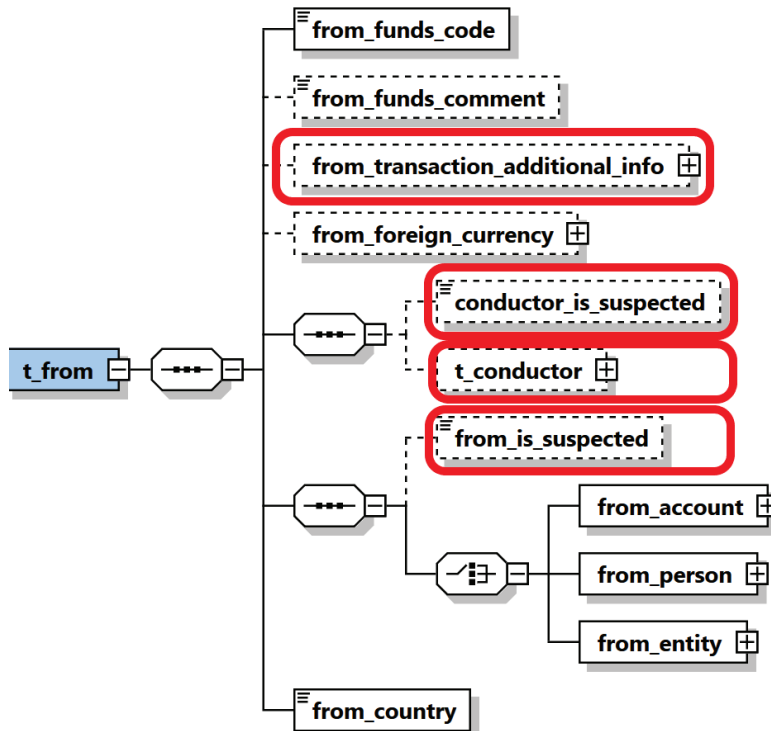 from_funds_code
from_funds_comment
from_transaction_additional_info
from_foreign_currency
conductor_is_suspected
t_from
t_conductor
from_is_suspected
from_account
from_person
from_entity
from_country